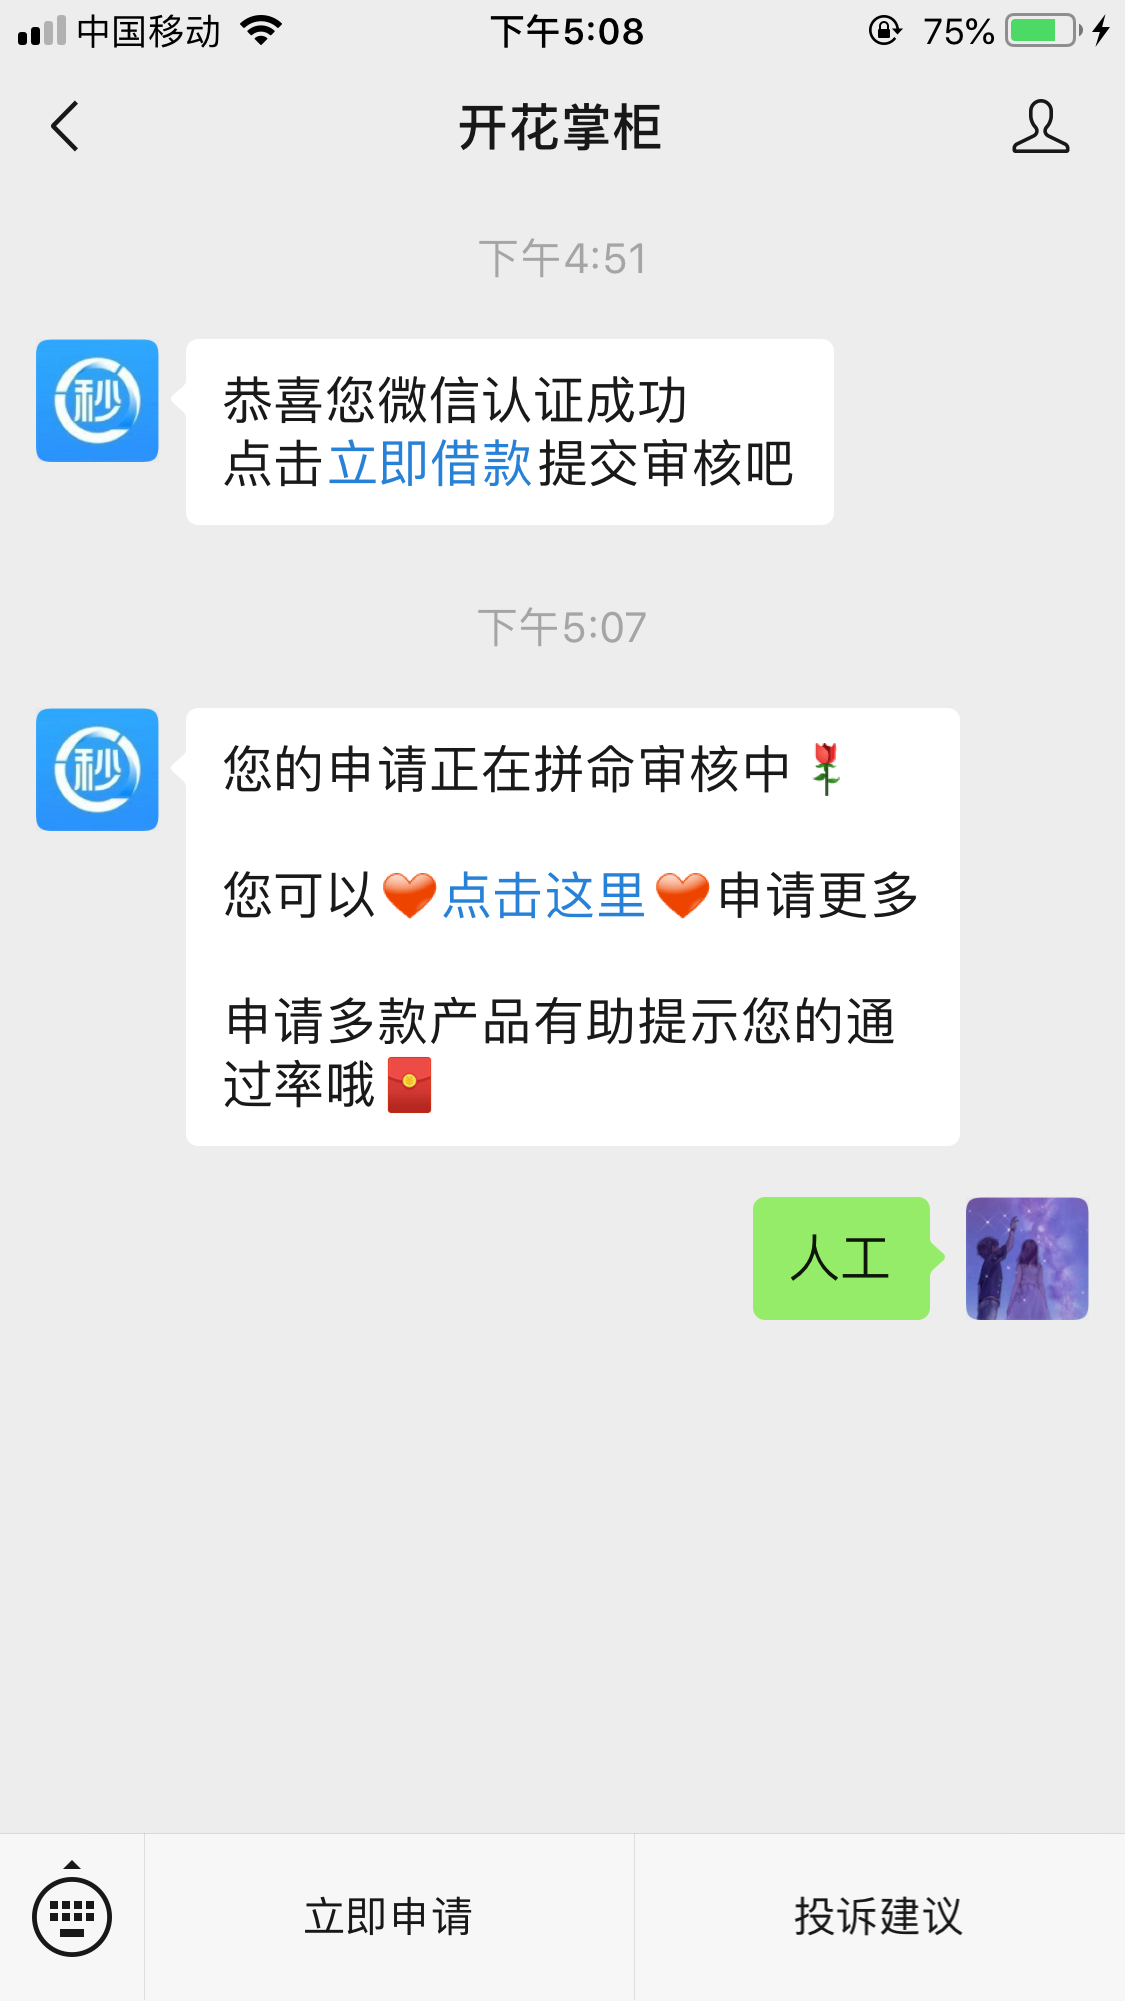 中国移动
下午5:08
75%
开花掌柜
下午4:51
秒
恭喜您微信认证成功
点击立即借款提交审核吧
下午5:07
秒
您的申请正在拼命审核中🌹
您可以❤点击这里❤申请更多
申请多款产品有助提示您的通
过率哦🧧
人工
立即申请
投诉建议